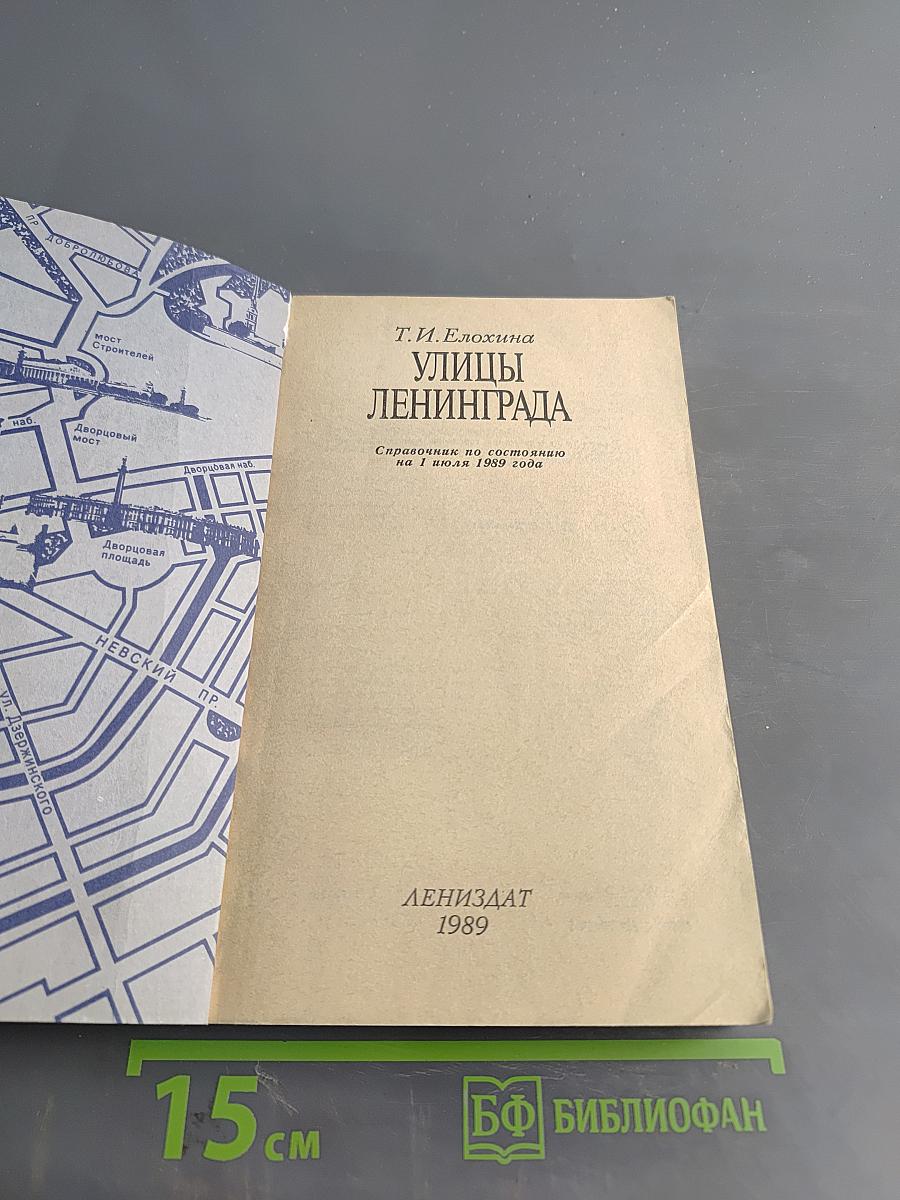 ПР. ДОБРОЛЮБОВА
мост
Строителей
наб.
Дворцовый
мост
Дворцовая наб.
Дворцовая
площадь
НЕВСКИЙ ПР.
ул. Дзержинского
Т.И.Елохина
УЛИЦЫ
ЛЕНИНГРАДА
Справочник по состоянию
на 1 июля 1989 года
ЛЕНИЗДАТ
1989
15 см
БФ БИБЛИОФАН